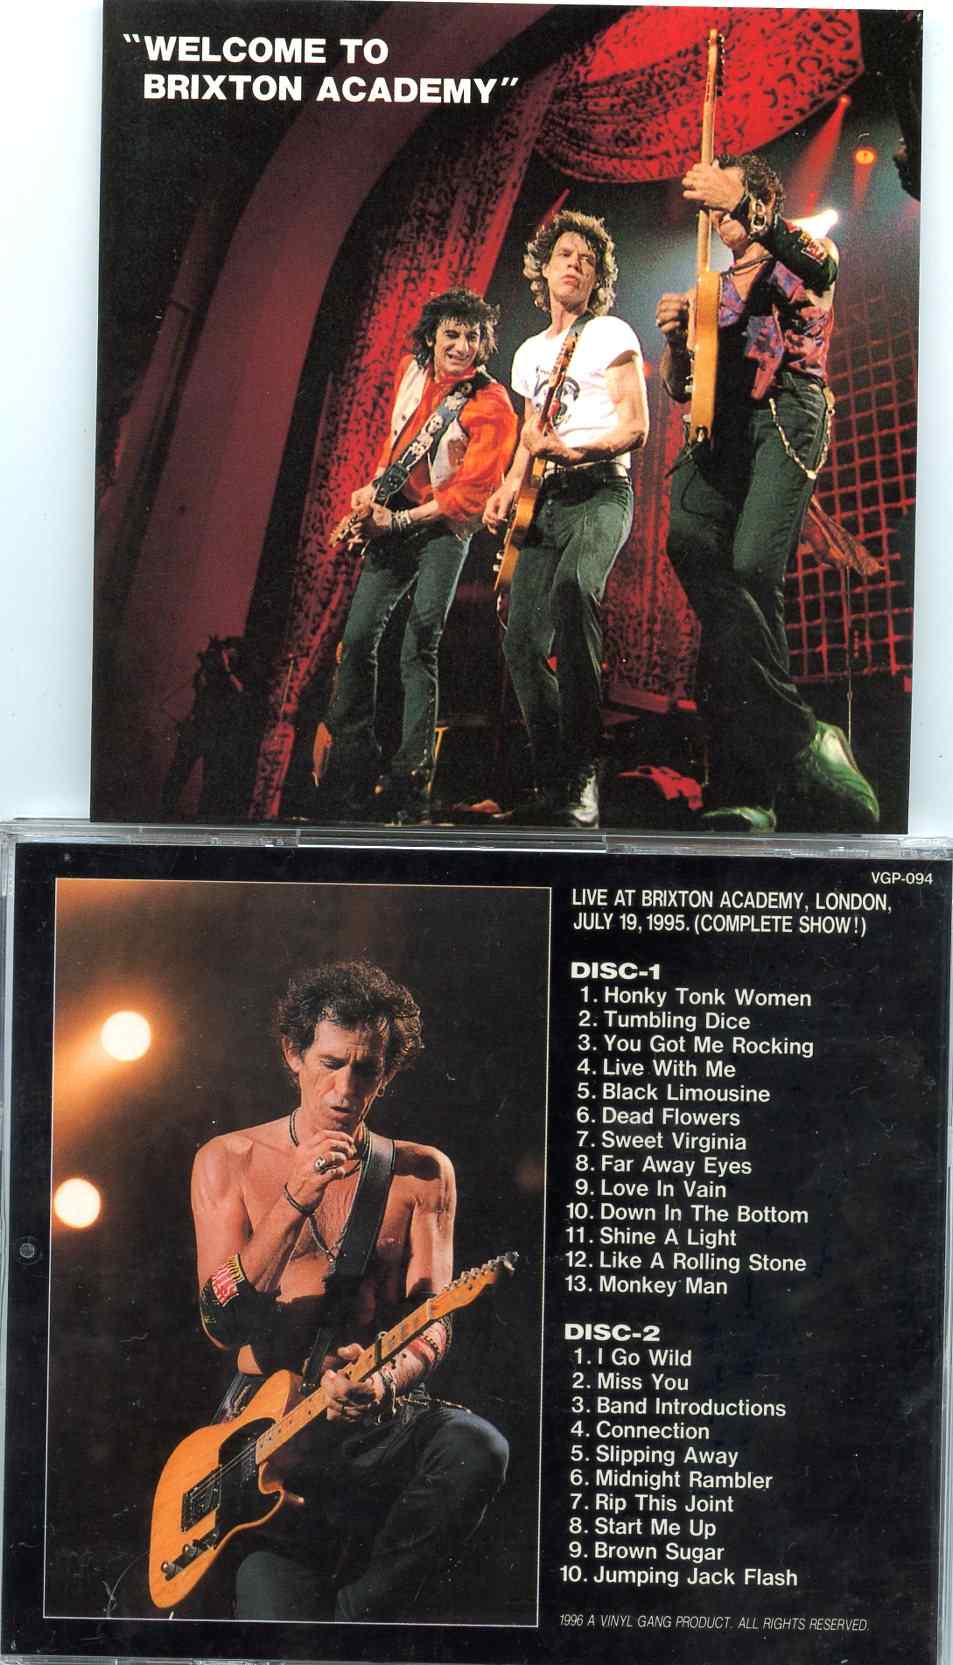 "WELCOME TO
BRIXTON ACADEMY"
VGP-094
LIVE AT BRIXTON ACADEMY, LONDON,
JULY 19, 1995. (COMPLETE SHOW!)
DISC-1
1. Honky Tonk Women
2. Tumbling Dice
3. You Got Me Rocking
4. Live With Me
5. Black Limousine
6. Dead Flowers
7. Sweet Virginia
8. Far Away Eyes
9. Love In Vain
10. Down In The Bottom
11. Shine A Light
12. Like A Rolling Stone
13. Monkey Man
DISC-2
1. I Go Wild
2. Miss You
3. Band Introductions
4. Connection
5. Slipping Away
6. Midnight Rambler
7. Rip This Joint
8. Start Me Up
9. Brown Sugar
10. Jumping Jack Flash
1996 A VINYL GANG PRODUCT. ALL RIGHTS RESERVED.